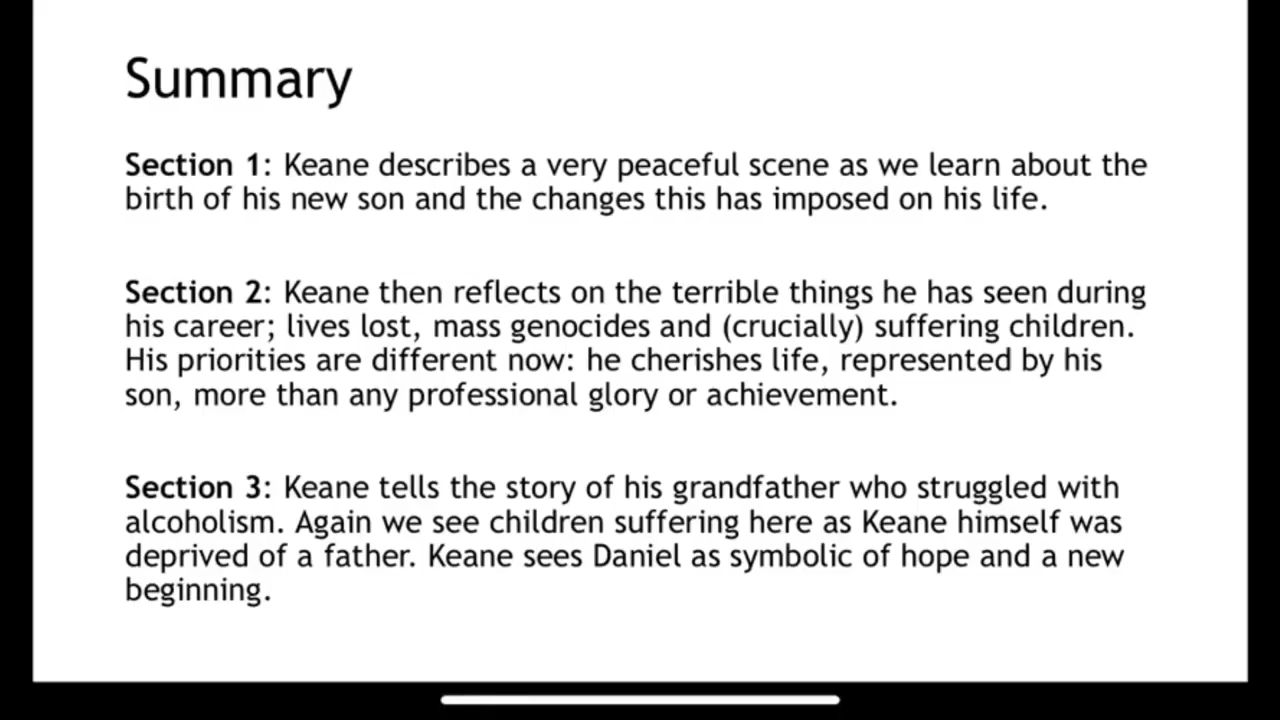 Summary
Section 1: Keane describes a very peaceful scene as we learn about the
birth of his new son and the changes this has imposed on his life.
Section 2: Keane then reflects on the terrible things he has seen during
his career; lives lost, mass genocides and (crucially) suffering children.
His priorities are different now: he cherishes life, represented by his
son, more than any professional glory or achievement.
Section 3: Keane tells the story of his grandfather who struggled with
alcoholism. Again we see children suffering here as Keane himself was
deprived of a father. Keane sees Daniel as symbolic of hope and a new
beginning.